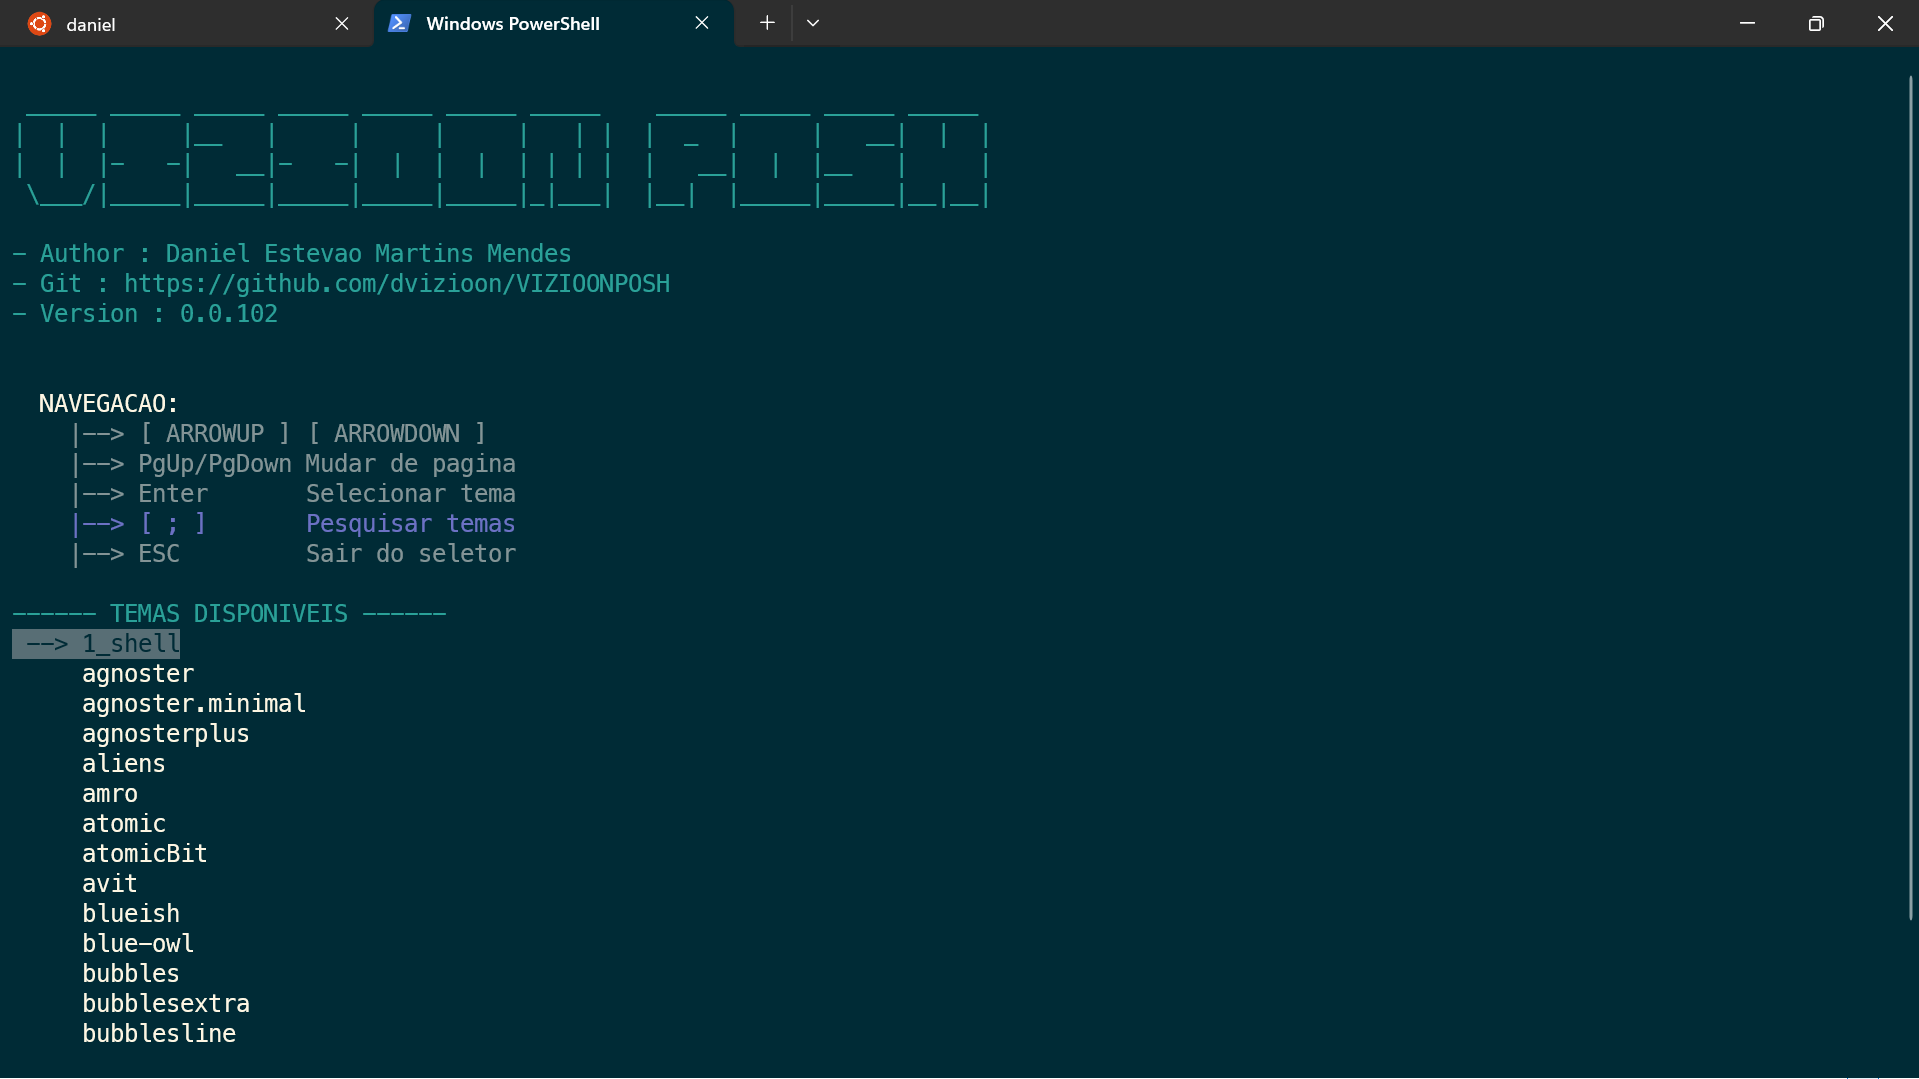 daniel
Windows PowerShell
VIZIOON POSH
- Author : Daniel Estevao Martins Mendes
- Git : https://github.com/dvizioon/VIZIOONPOSH
- Version : 0.0.102
NAVEGACAO:
|--> [ ARROWUP ] [ ARROWDOWN ]
|--> PgUp/PgDown Mudar de pagina
|--> Enter Selecionar tema
|--> [ ; ] Pesquisar temas
|--> ESC Sair do seletor
------ TEMAS DISPONIVEIS ------
--> 1_shell
agnoster
agnoster.minimal
agnosterplus
aliens
amro
atomic
atomicBit
avit
blueish
blue-owl
bubbles
bubblesextra
bubblesline